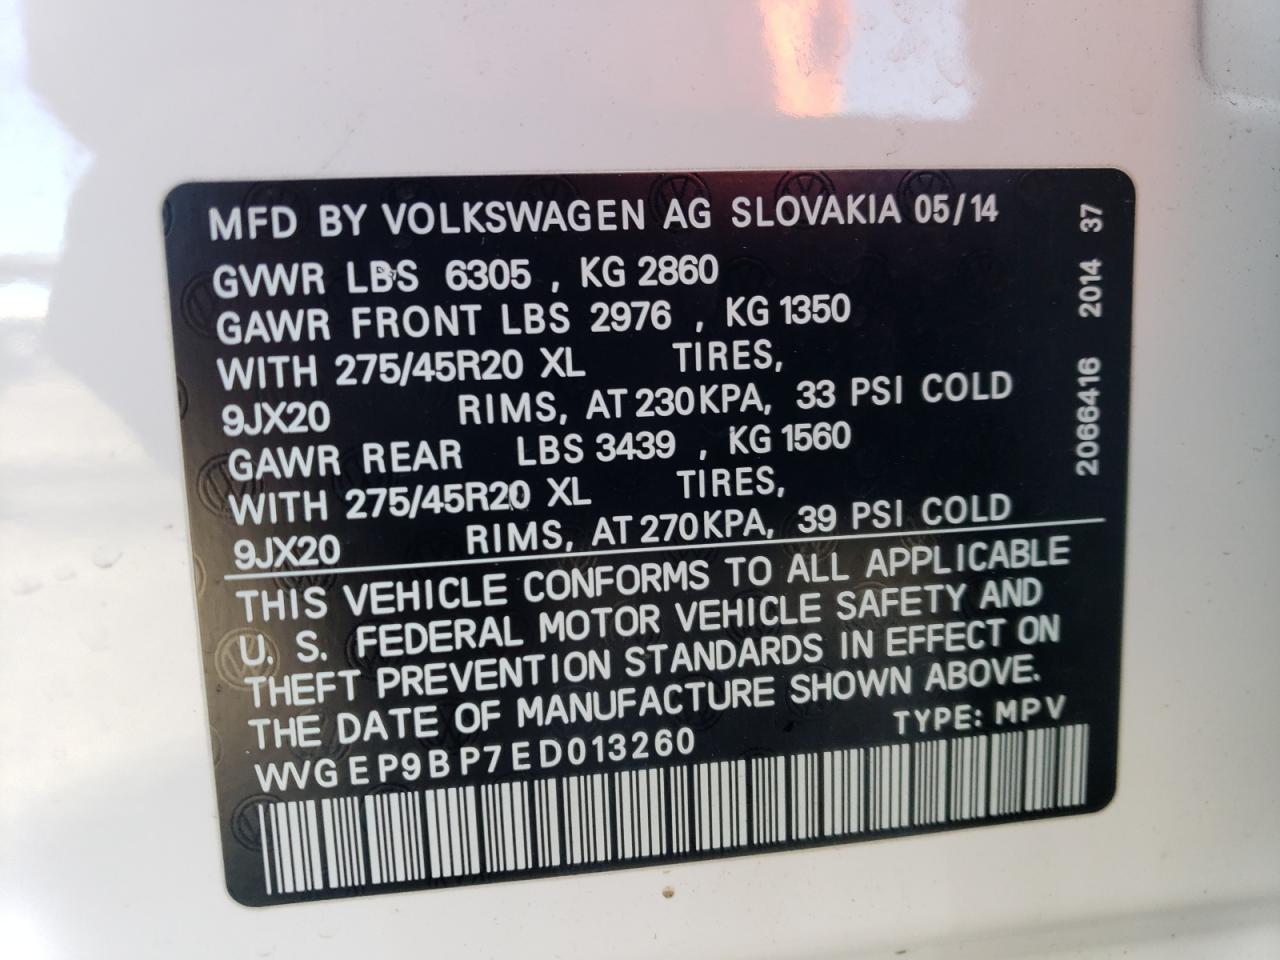 MFD BY VOLKSWAGEN AG SLOVAKIA 05/14
GVWR LBS 6305 , KG 2860
GAWR FRONT LBS 2976 , KG 1350
WITH 275/45R20 XL TIRES,
9JX20 RIMS, AT 230KPA, 33 PSI COLD
GAWR REAR LBS 3439 , KG 1560
WITH 275/45R20 XL TIRES,
9JX20 RIMS, AT 270KPA, 39 PSI COLD
THIS VEHICLE CONFORMS TO ALL APPLICABLE
U. S. FEDERAL MOTOR VEHICLE SAFETY AND
THEFT PREVENTION STANDARDS IN EFFECT ON
THE DATE OF MANUFACTURE SHOWN ABOVE.
WVGEP9BP7ED013260 TYPE: MPV
2066416 2014 37